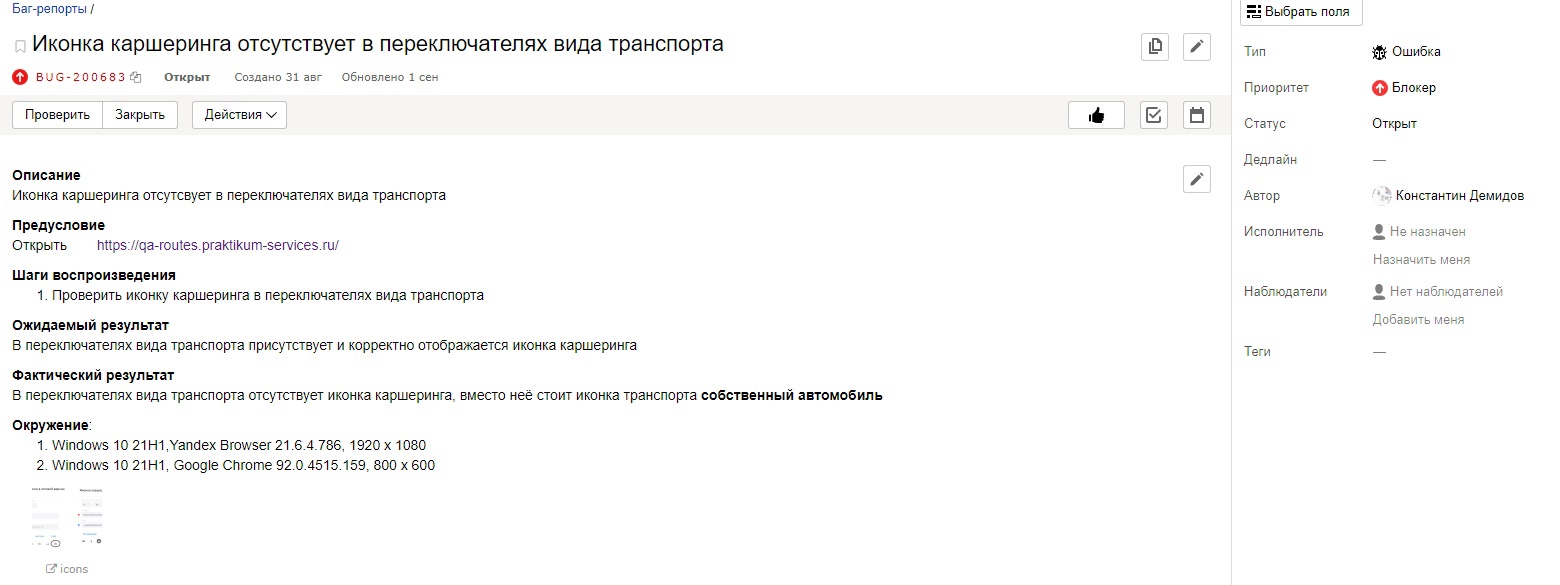 Баг-репорты /
Иконка каршеринга отсутствует в переключателях вида транспорта
BUG-200683 Открыт Создано 31 авг Обновлено 1 сен
Проверить Закрыть Действия
Описание
Иконка каршеринга отсутсвует в переключателях вида транспорта
Предусловие
Открыть https://qa-routes.praktikum-services.ru/
Шаги воспроизведения
1. Проверить иконку каршеринга в переключателях вида транспорта
Ожидаемый результат
В переключателях вида транспорта присутствует и корректно отображается иконка каршеринга
Фактический результат
В переключателях вида транспорта отсутствует иконка каршеринга, вместо неё стоит иконка транспорта собственный автомобиль
Окружение:
1. Windows 10 21H1,Yandex Browser 21.6.4.786, 1920 x 1080
2. Windows 10 21H1, Google Chrome 92.0.4515.159, 800 x 600
icons
Выбрать поля
Тип Ошибка
Приоритет Блокер
Статус Открыт
Дедлайн —
Автор Константин Демидов
Исполнитель Не назначен
Назначить меня
Наблюдатели Нет наблюдателей
Добавить меня
Теги —